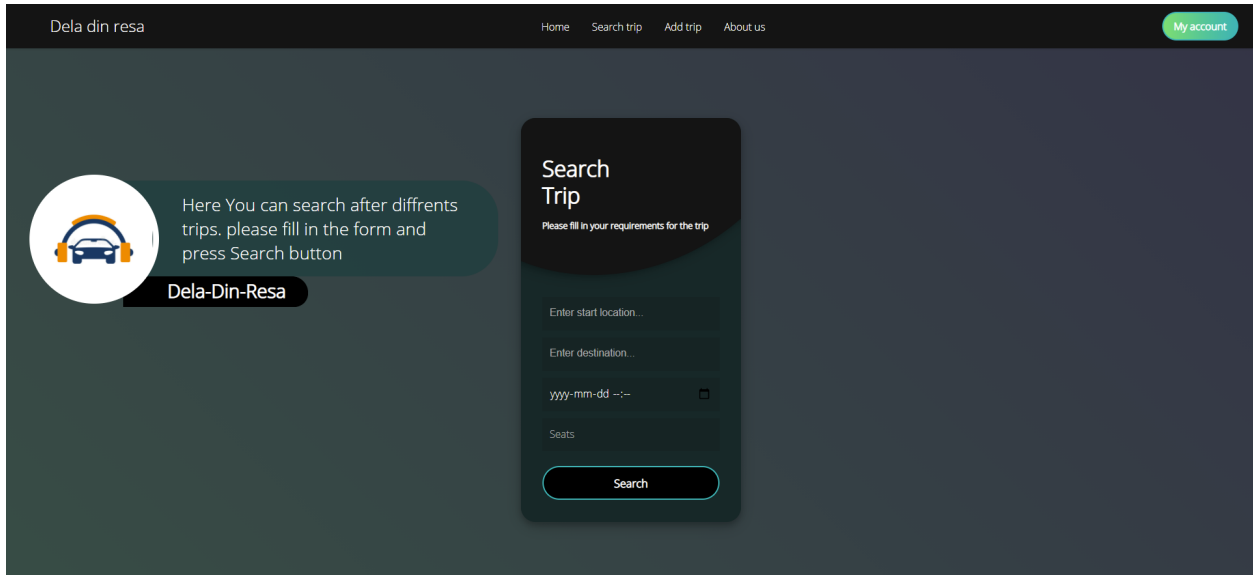 Dela din resa
Home Search trip Add trip About us
My account
Here You can search after diffrents
trips. please fill in the form and
press Search button
Dela-Din-Resa
Search
Trip
Please fill in your requirements for the trip
Enter start location...
Enter destination...
yyyy-mm-dd --:--
Seats
Search